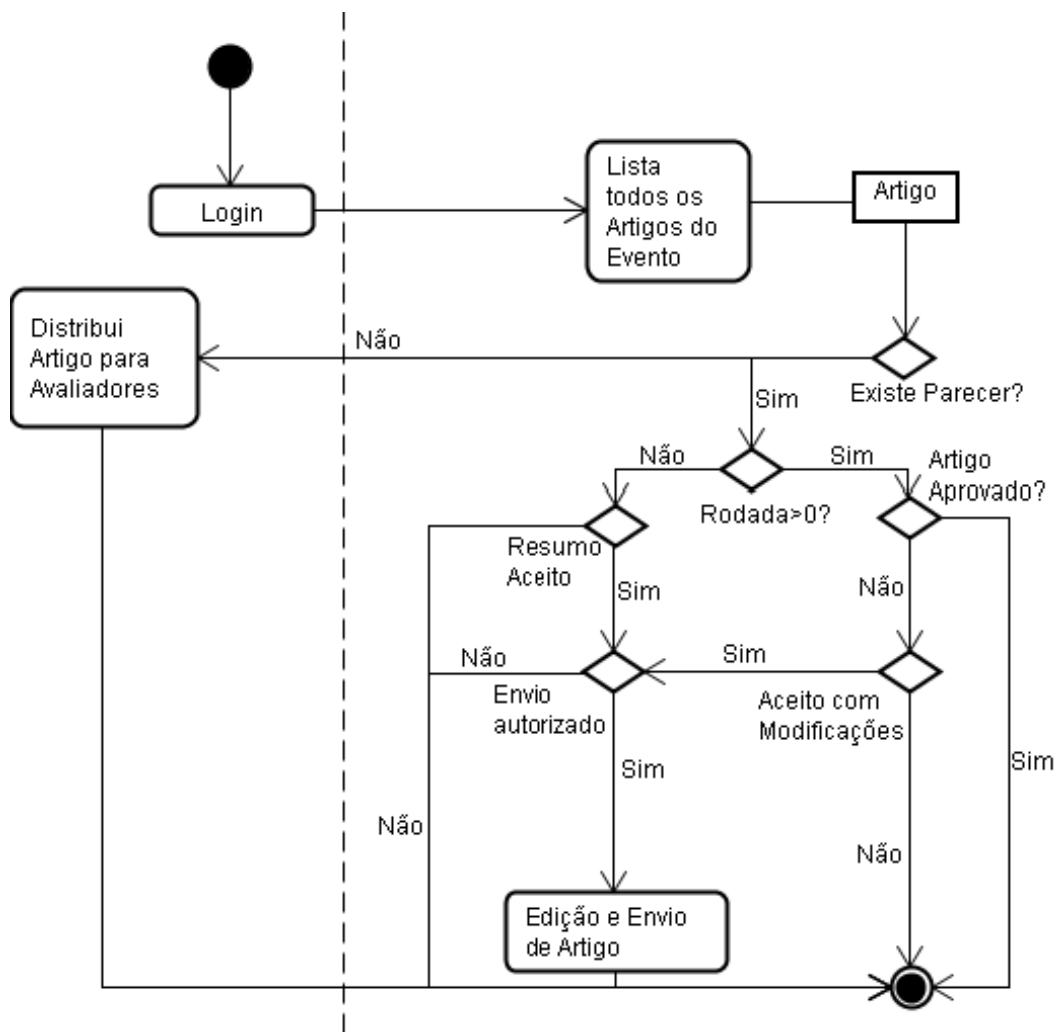 Login
Lista
todos os
Artigos do
Evento
Artigo
Distribui
Artigo para
Avaliadores
Não
Existe Parecer?
Sim
Não
Sim
Artigo
Aprovado?
Rodada>0?
Resumo
Aceito
Sim
Não
Não
Sim
Envio
autorizado
Aceito com
Modificações
Sim
Sim
Não
Não
Edição e Envio
de Artigo